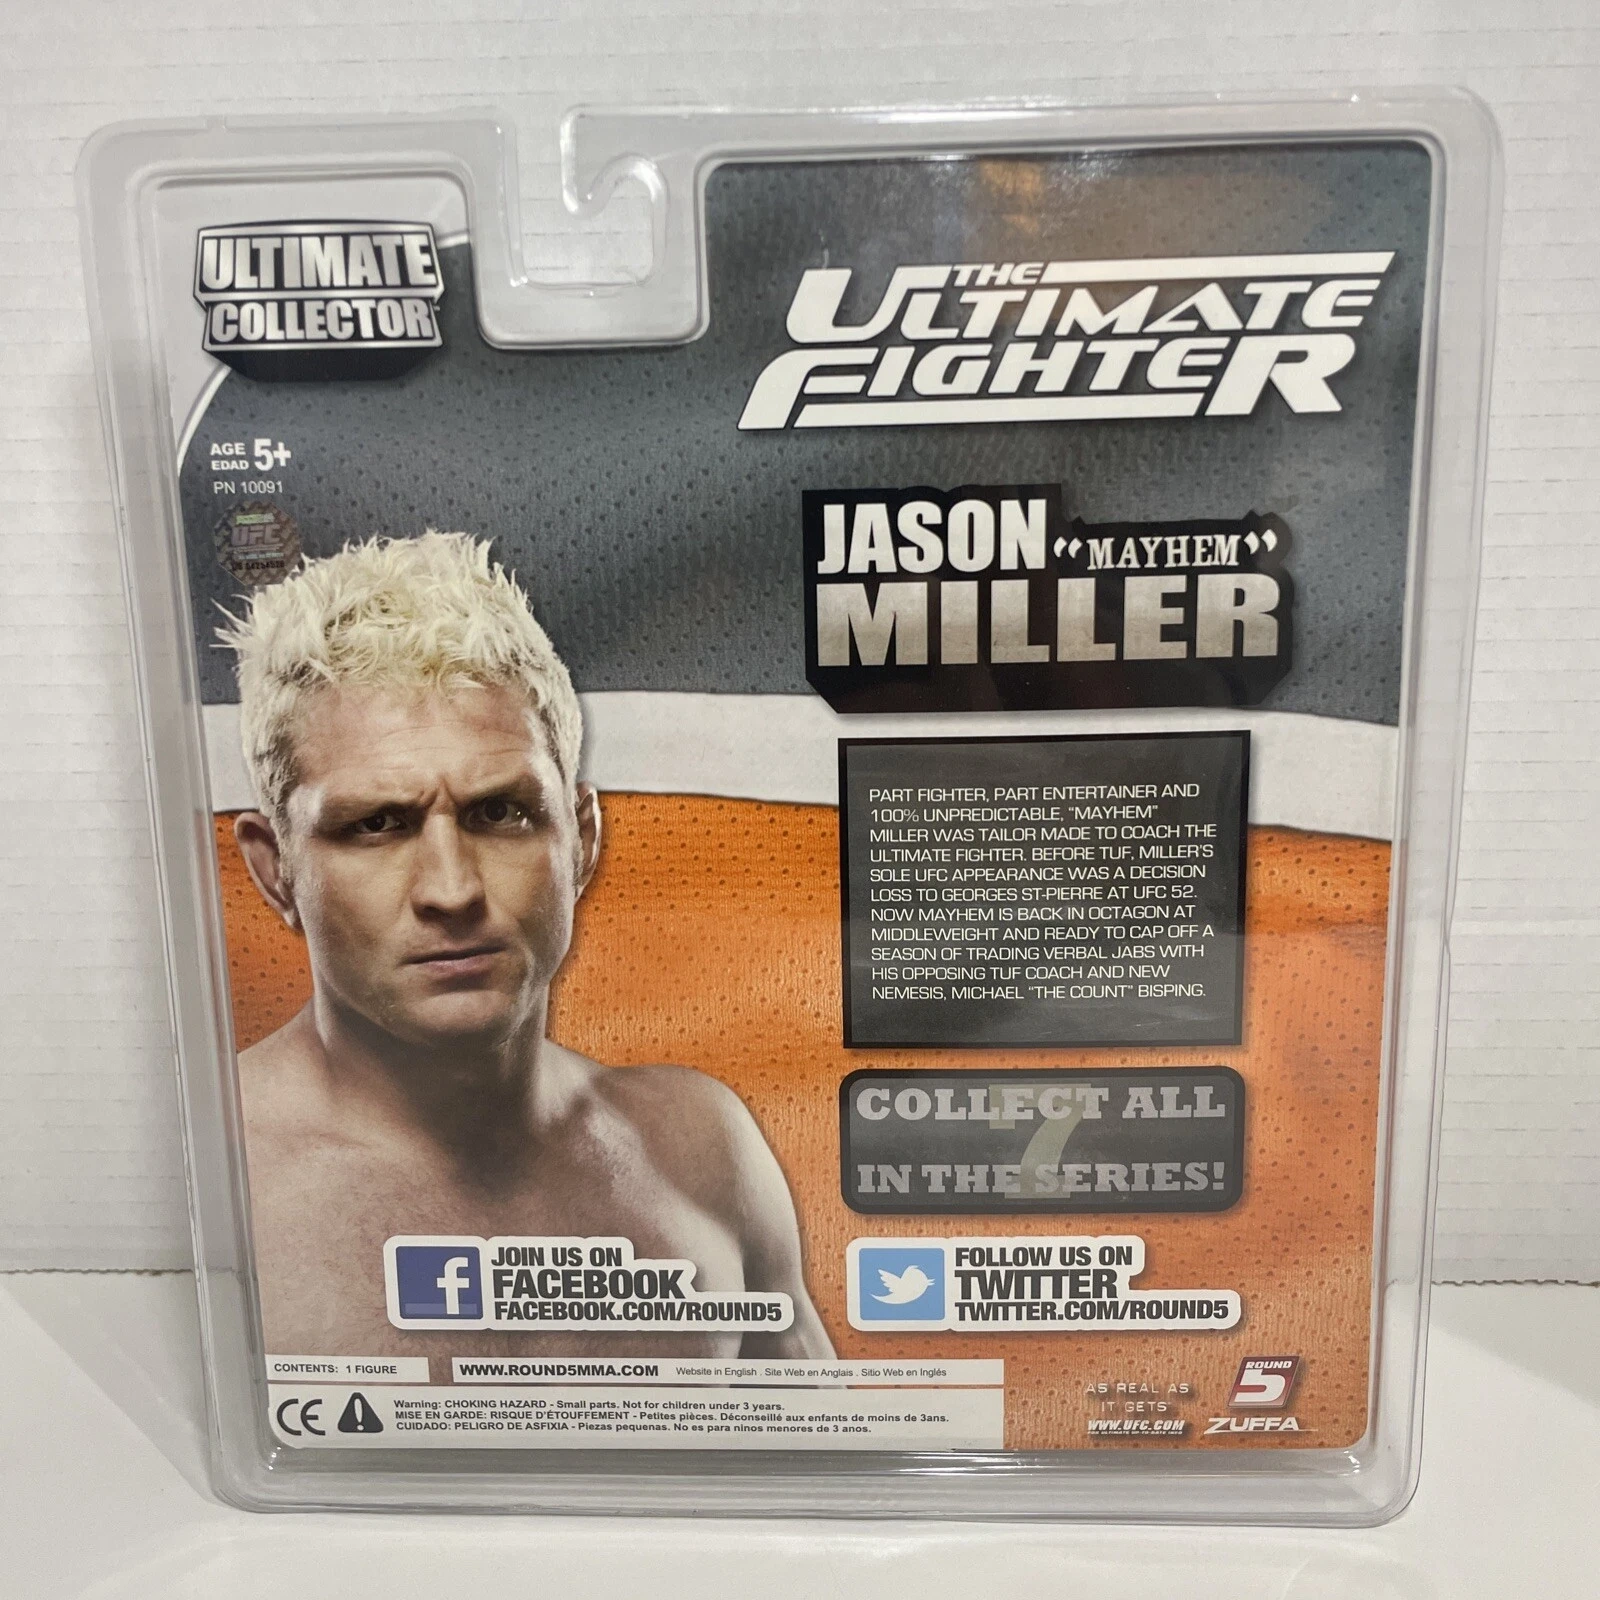 ULTIMATE
COLLECTOR
THE
ULTIMATE
FIGHTER
AGE 5+
EDAD
PN 10091
UFC
JASON "MAYHEM"
MILLER
PART FIGHTER, PART ENTERTAINER AND
100% UNPREDICTABLE, "MAYHEM"
MILLER WAS TAILOR MADE TO COACH THE
ULTIMATE FIGHTER. BEFORE TUF, MILLER'S
SOLE UFC APPEARANCE WAS A DECISION
LOSS TO GEORGES ST-PIERRE AT UFC 52.
NOW MAYHEM IS BACK IN OCTAGON AT
MIDDLEWEIGHT AND READY TO CAP OFF A
SEASON OF TRADING VERBAL JABS WITH
HIS OPPOSING TUF COACH AND NEW
NEMESIS, MICHAEL "THE COUNT" BISPING.
COLLECT ALL
7
IN THE SERIES!
f JOIN US ON
FACEBOOK
FACEBOOK.COM/ROUND5
FOLLOW US ON
TWITTER
TWITTER.COM/ROUND5
CONTENTS: 1 FIGURE
WWW.ROUND5MMA.COM Website in English . Site Web en Anglais . Sitio Web en Inglés
CE
Warning: CHOKING HAZARD - Small parts. Not for children under 3 years.
MISE EN GARDE: RISQUE D'ÉTOUFFEMENT - Petites pièces. Déconseillé aux enfants de moins de 3ans.
CUIDADO: PELIGRO DE ASFIXIA - Piezas pequenas. No es para ninos menores de 3 anos.
AS REAL AS
IT GETS
WWW.UFC.COM
ROUND
5
ZUFFA